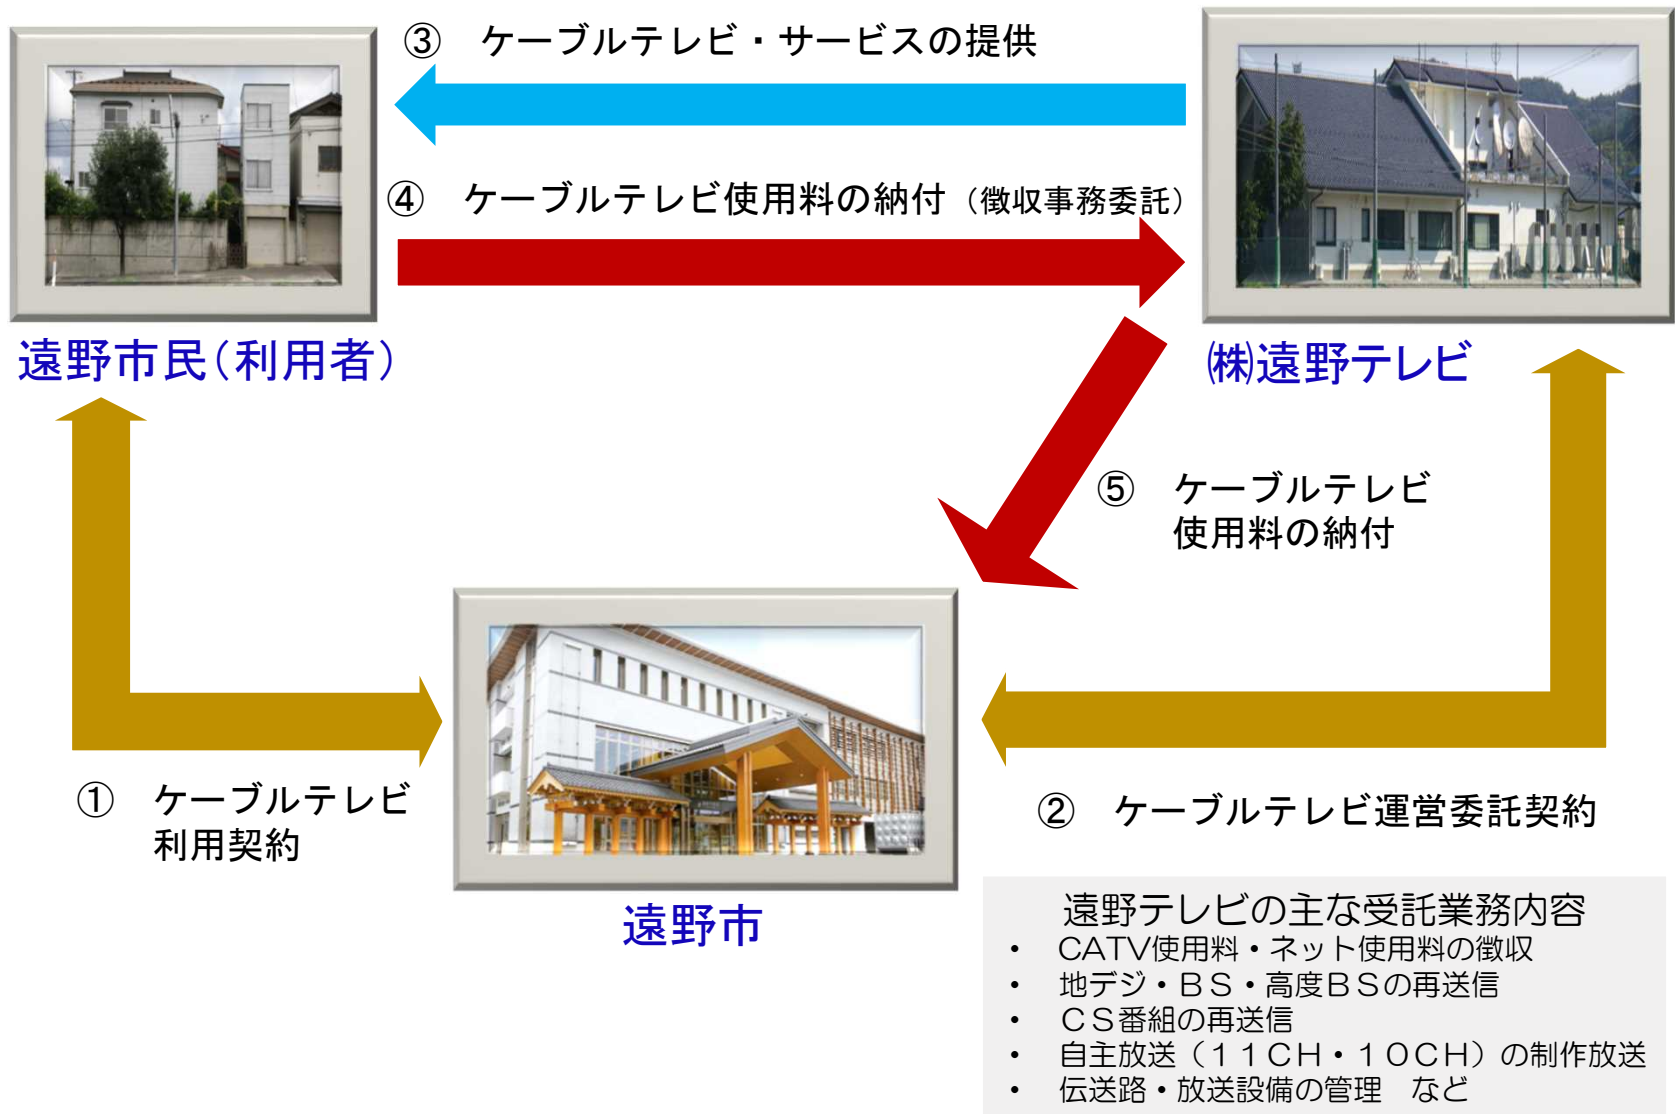 ③　ケーブルテレビ・サービスの提供
④　ケーブルテレビ使用料の納付（徴収事務委託）
遠野市民（利用者）
㈱遠野テレビ
⑤　ケーブルテレビ
使用料の納付
①　ケーブルテレビ
利用契約
②　ケーブルテレビ運営委託契約
遠野市
遠野テレビの主な受託業務内容
・　CATV使用料・ネット使用料の徴収
・　地デジ・ＢＳ・高度ＢＳの再送信
・　ＣＳ番組の再送信
・　自主放送（１１CH・１０CH）の制作放送
・　伝送路・放送設備の管理　など